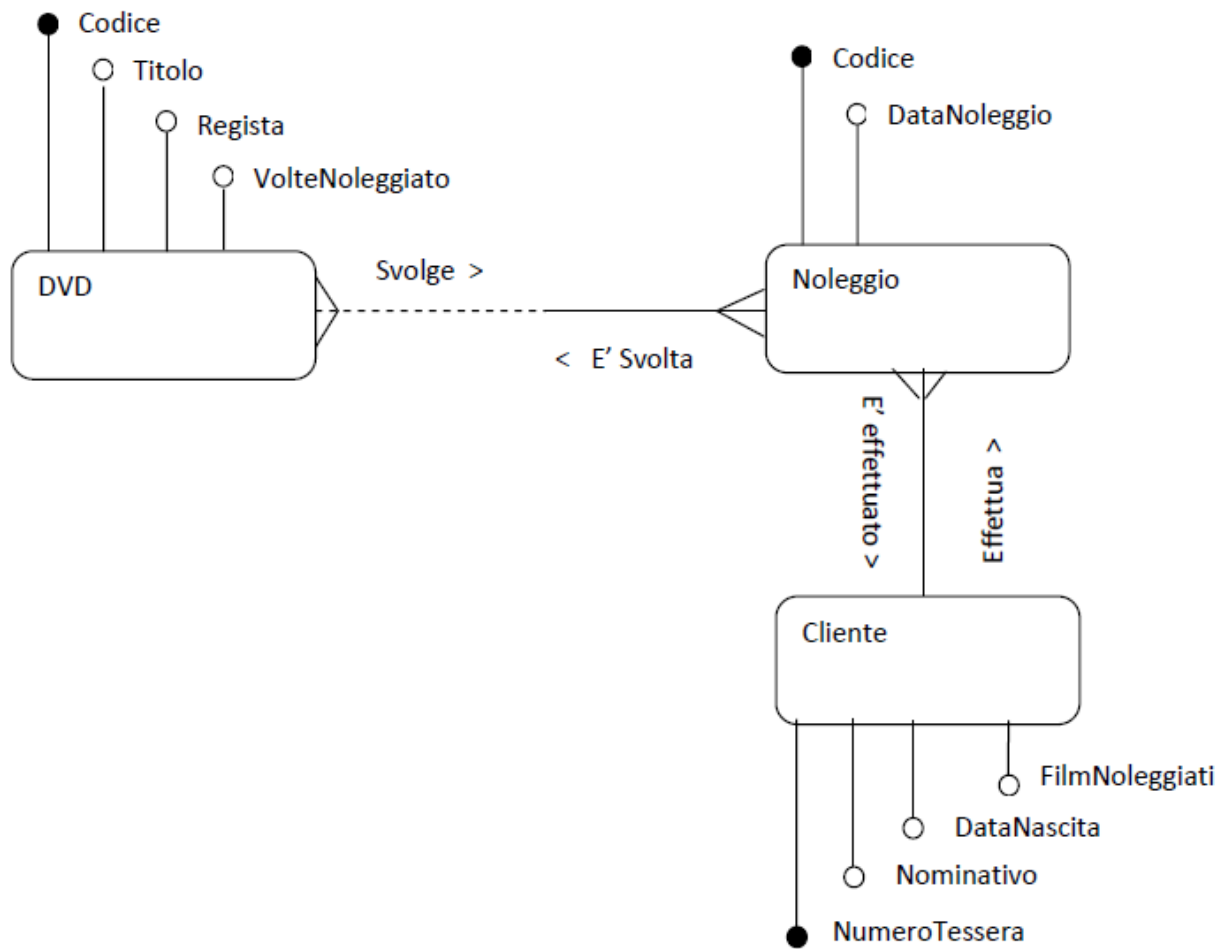 Codice
Titolo
Regista
VolteNoleggiato
DVD
Svolge >
< E' Svolta
Codice
DataNoleggio
Noleggio
E' effettuato >
Effettua >
Cliente
FilmNoleggiati
DataNascita
Nominativo
NumeroTessera